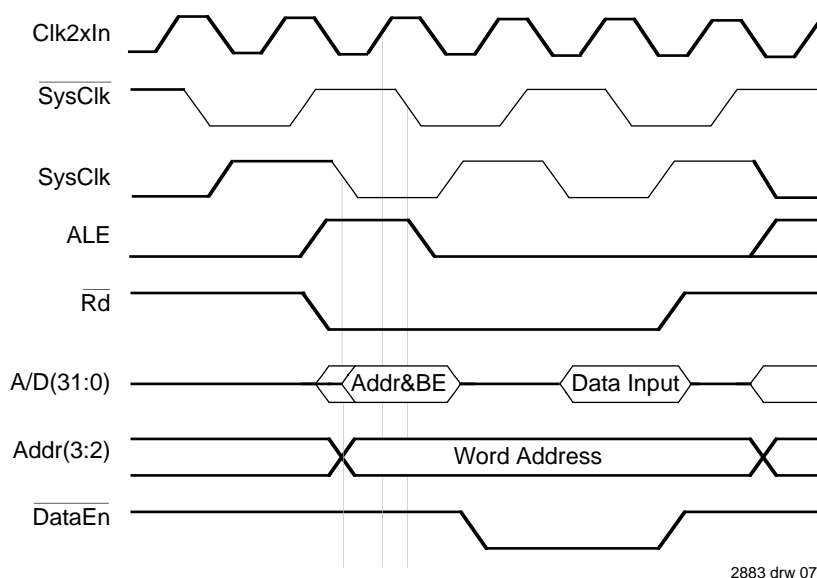 Clk2xIn
SysClk
SysClk
ALE
Rd
A/D(31:0) Addr&BE Data Input
Addr(3:2) Word Address
DataEn
2883 drw 07